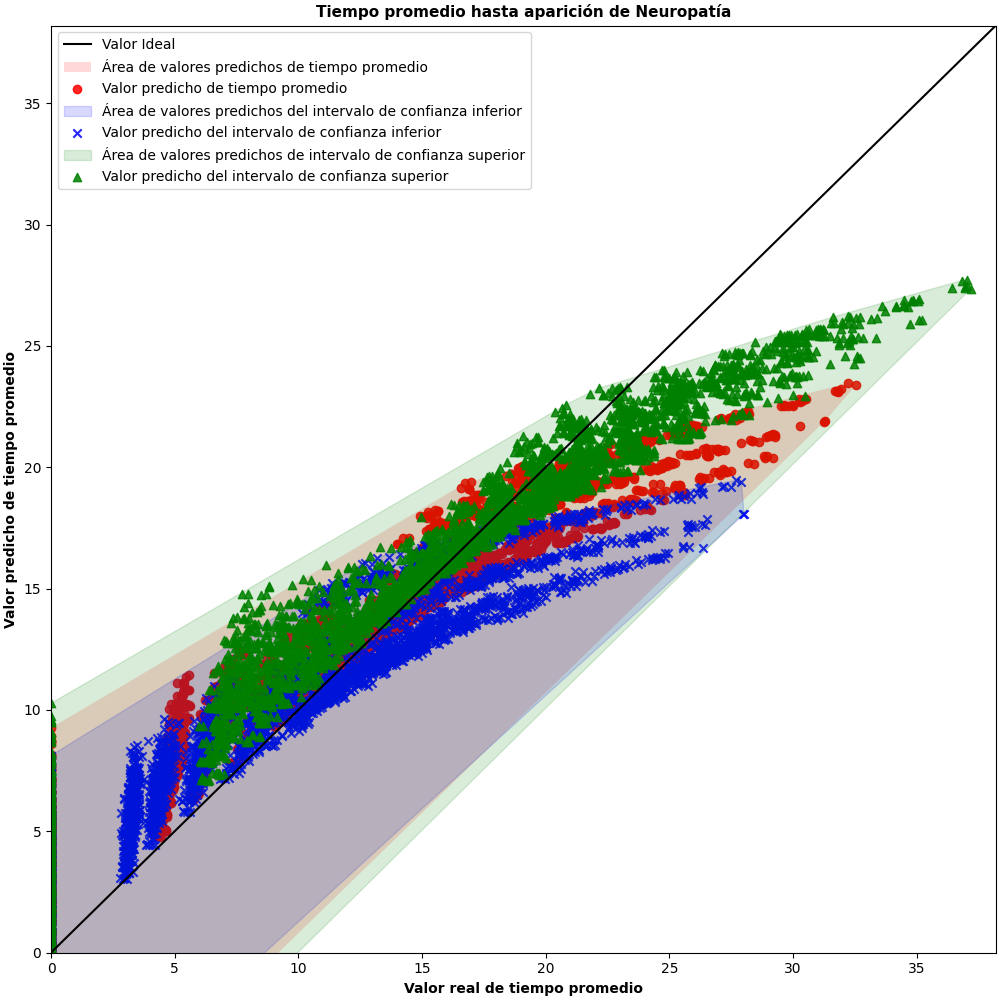 Tiempo promedio hasta aparición de Neuropatía
Valor Ideal
Área de valores predichos de tiempo promedio
Valor predicho de tiempo promedio
Área de valores predichos del intervalo de confianza inferior
Valor predicho del intervalo de confianza inferior
Área de valores predichos de intervalo de confianza superior
Valor predicho del intervalo de confianza superior
Valor predicho de tiempo promedio
35
30
25
20
15
10
5
0
0 5 10 15 20 25 30 35
Valor real de tiempo promedio